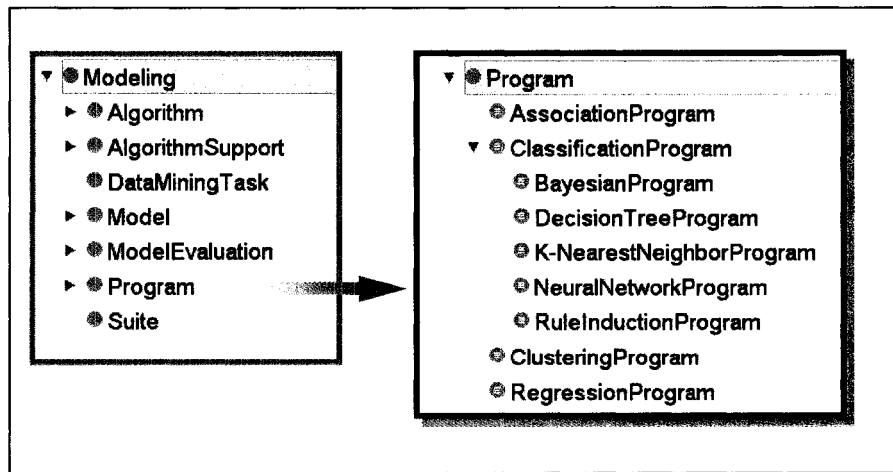 Modeling
Algorithm
AlgorithmSupport
DataMiningTask
Model
ModelEvaluation
Program
Suite
Program
AssociationProgram
ClassificationProgram
BayesianProgram
DecisionTreeProgram
K-NearestNeighborProgram
NeuralNetworkProgram
RuleInductionProgram
ClusteringProgram
RegressionProgram